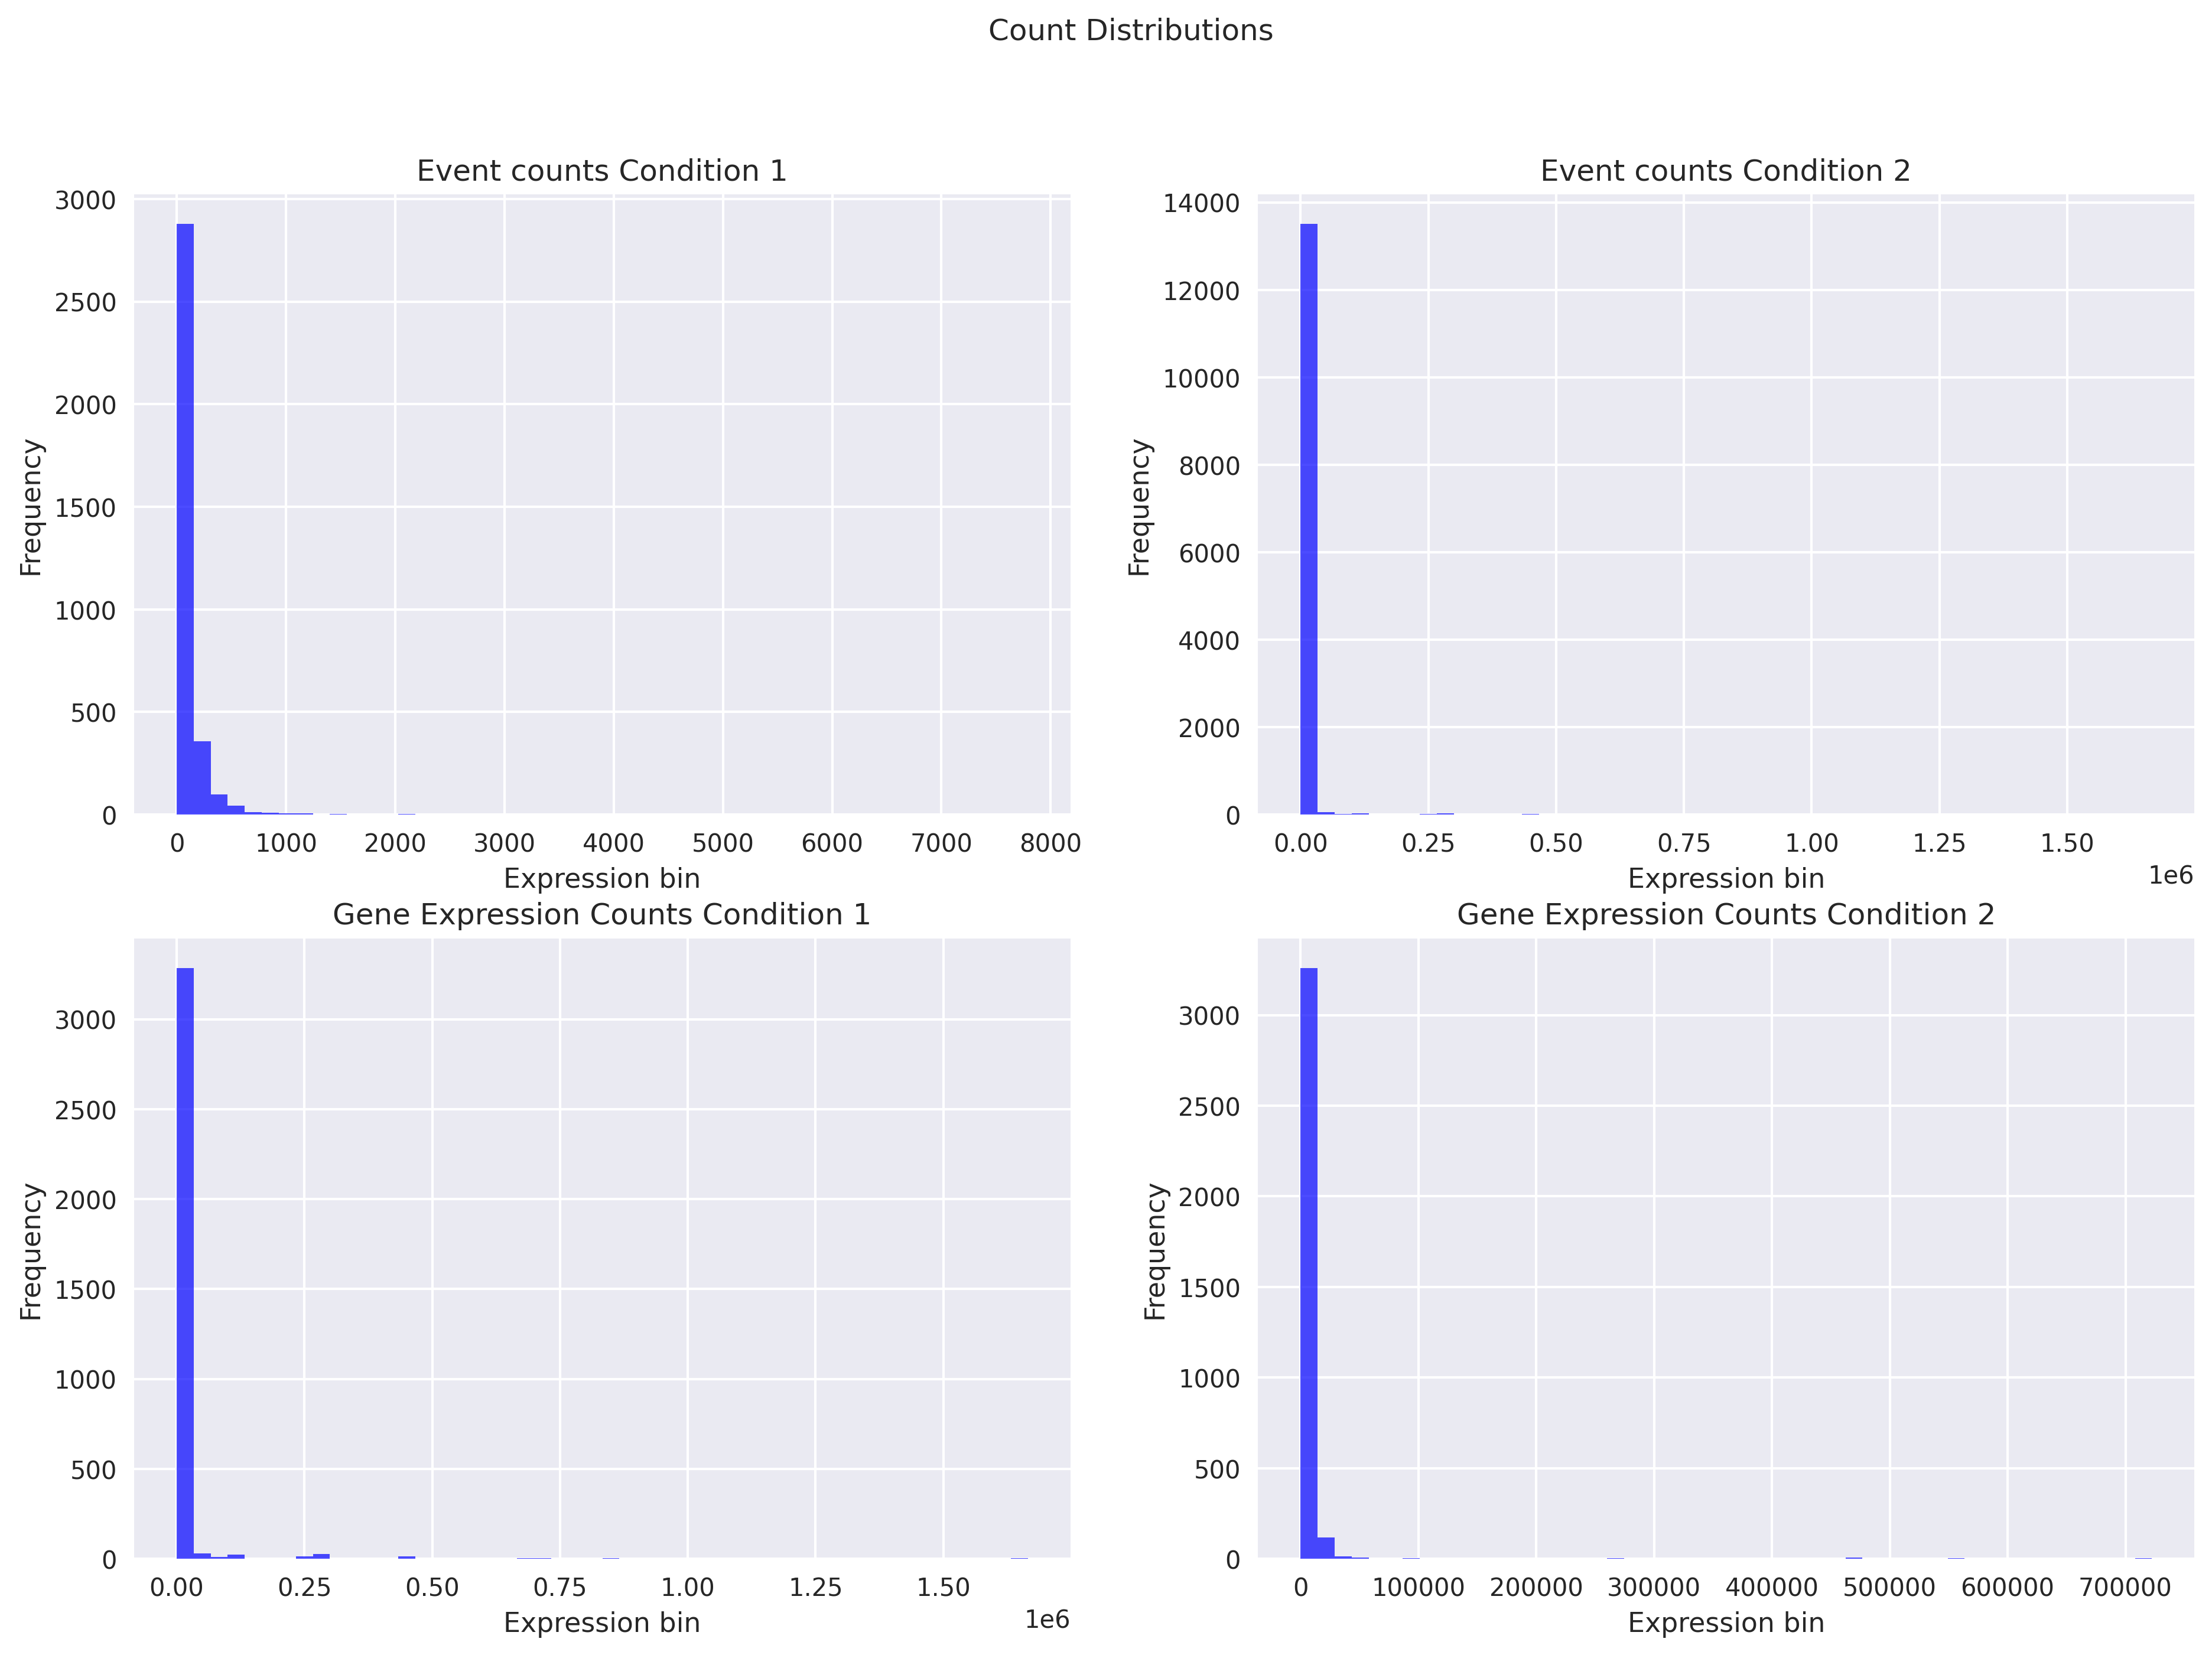 Count Distributions
Event counts Condition 1
3000
2500
2000
1500
1000
500
0
Frequency
0 1000 2000 3000 4000 5000 6000 7000 8000
Expression bin
Event counts Condition 2
14000
12000
10000
8000
6000
4000
2000
0
Frequency
0.00 0.25 0.50 0.75 1.00 1.25 1.50
1e6
Expression bin
Gene Expression Counts Condition 1
3000
2500
2000
1500
1000
500
0
Frequency
0.00 0.25 0.50 0.75 1.00 1.25 1.50
1e6
Expression bin
Gene Expression Counts Condition 2
3000
2500
2000
1500
1000
500
0
Frequency
0 100000 200000 300000 400000 500000 600000 700000
Expression bin